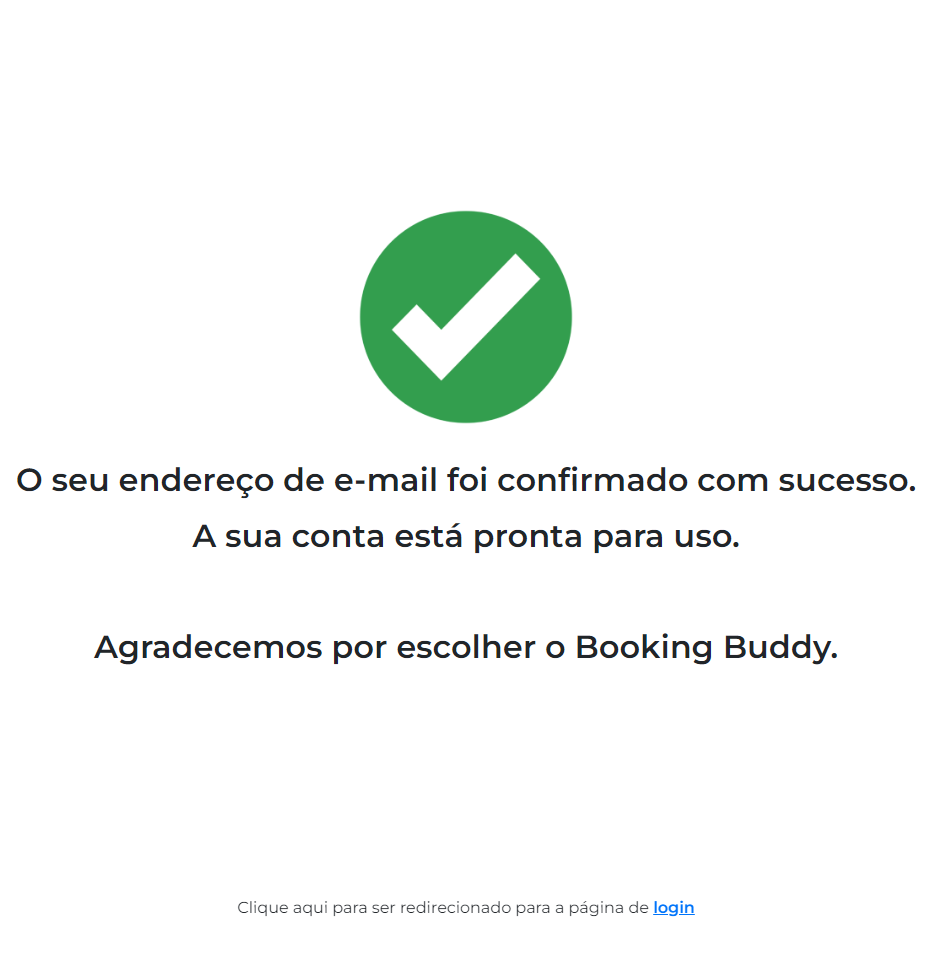 O seu endereço de e-mail foi confirmado com sucesso.
A sua conta está pronta para uso.
Agradecemos por escolher o Booking Buddy.
Clique aqui para ser redirecionado para a página de login